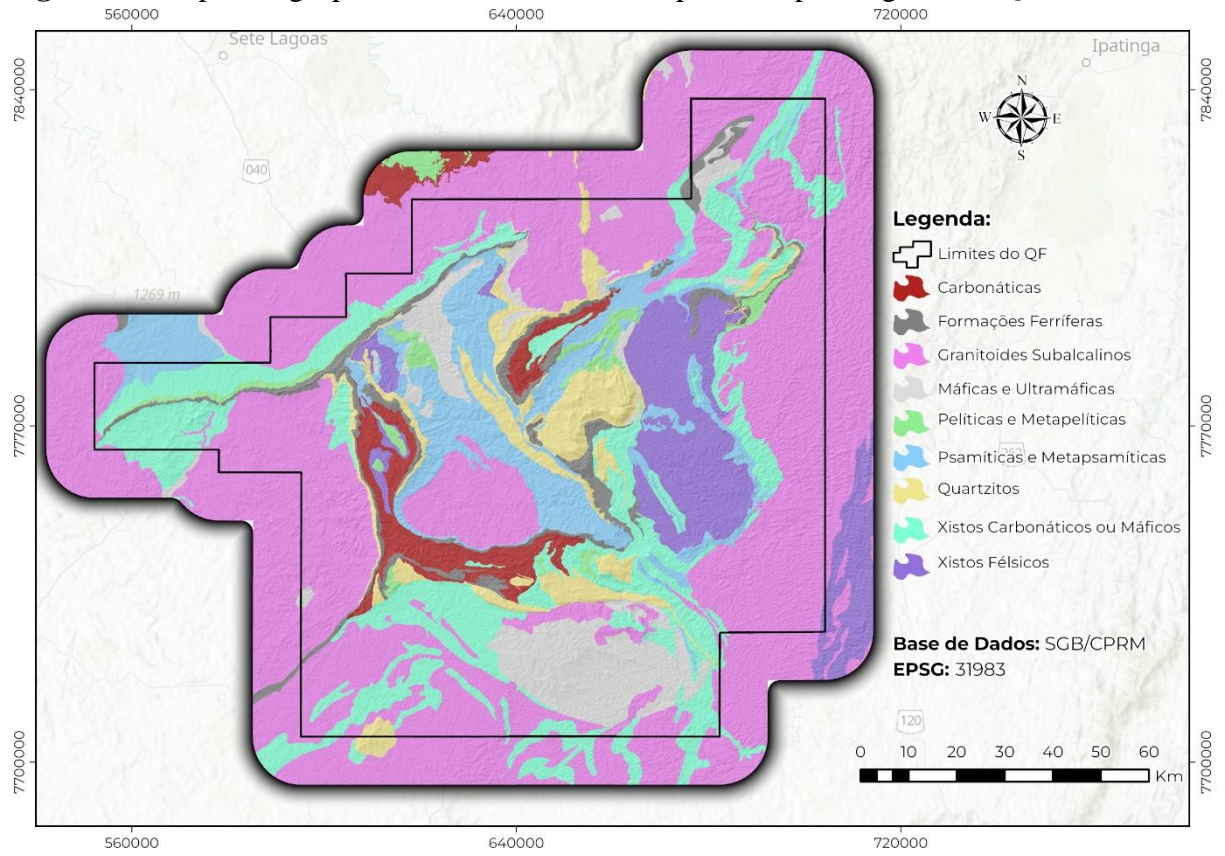 560000 640000 720000
Sete Lagoas
Ipatinga
7840000 7840000
N
W E
S
040
Legenda:
Limites do QF
1269 m
Carbonáticas
Formações Ferríferas
Granitoides Subalcalinos
Máficas e Ultramáficas
Pelíticas e Metapelíticas
7770000 7770000
Psamíticas e Metapsamíticas
262
Quartzitos
Xistos Carbonáticos ou Máficos
Xistos Félsicos
Base de Dados: SGB/CPRM
EPSG: 31983
120
0 10 20 30 40 50 60
Km
7700000 7700000
560000 640000 720000